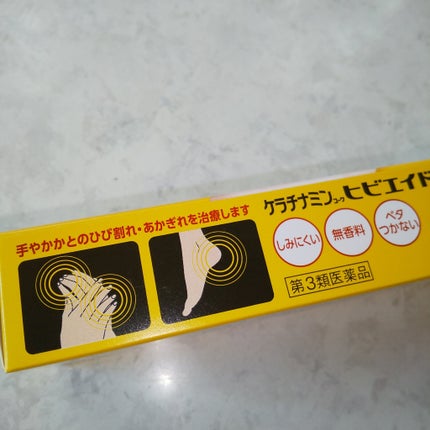 手やかかとのひび割れ・あかぎれを治療します
ケラチナミンコーワヒビエイド
しみにくい
無香料
ベタ
つかない
第3類医薬品